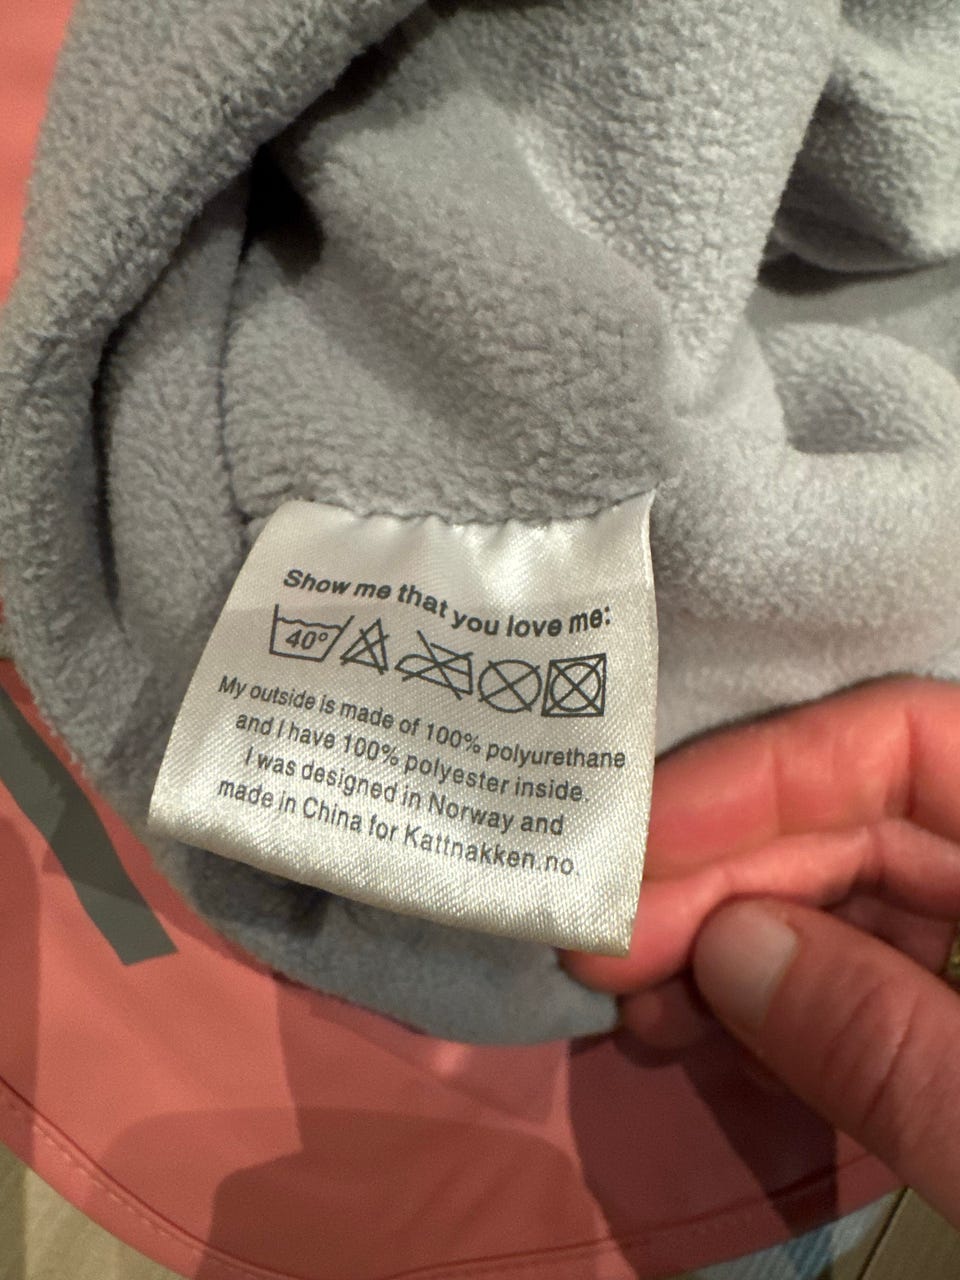 Show me that you love me:
40°
My outside is made of 100% polyurethane
and I have 100% polyester inside.
I was designed in Norway and
made in China for Kattnakken.no.